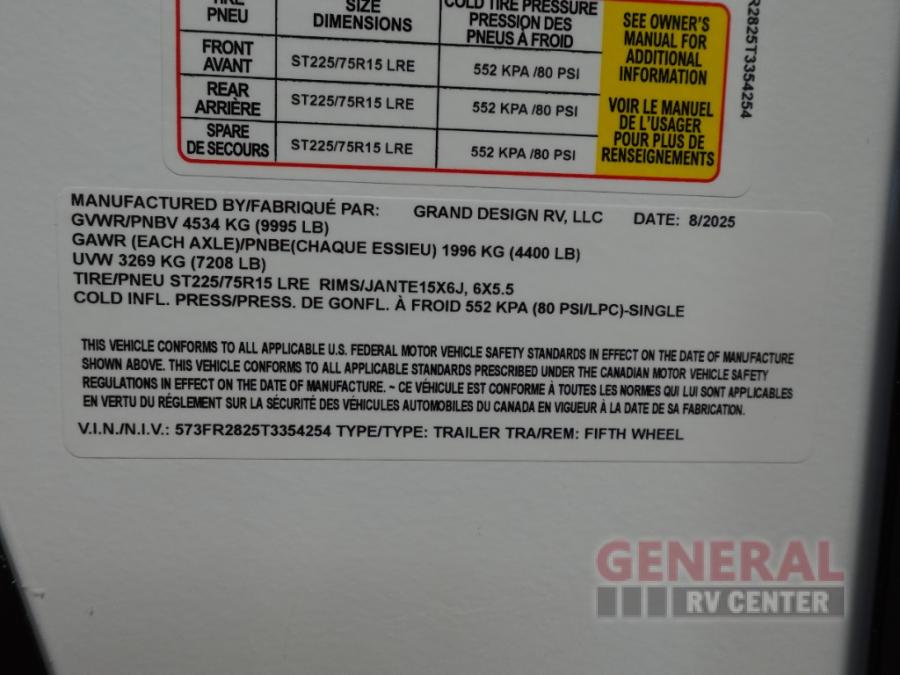 TIRE SIZE COLD TIRE PRESSURE
PNEU DIMENSIONS PRESSION DES
PNEUS À FROID
FRONT
AVANT ST225/75R15 LRE 552 KPA /80 PSI
REAR
ARRIÈRE ST225/75R15 LRE 552 KPA /80 PSI
SPARE
DE SECOURS ST225/75R15 LRE 552 KPA /80 PSI
SEE OWNER'S
MANUAL FOR
ADDITIONAL
INFORMATION
VOIR LE MANUEL
DE L'USAGER
POUR PLUS DE
RENSEIGNEMENTS
R2825T3354254
MANUFACTURED BY/FABRIQUÉ PAR: GRAND DESIGN RV, LLC DATE: 8/2025
GVWR/PNBV 4534 KG (9995 LB)
GAWR (EACH AXLE)/PNBE(CHAQUE ESSIEU) 1996 KG (4400 LB)
UVW 3269 KG (7208 LB)
TIRE/PNEU ST225/75R15 LRE RIMS/JANTE15X6J, 6X5.5
COLD INFL. PRESS/PRESS. DE GONFL. À FROID 552 KPA (80 PSI/LPC)-SINGLE
THIS VEHICLE CONFORMS TO ALL APPLICABLE U.S. FEDERAL MOTOR VEHICLE SAFETY STANDARDS IN EFFECT ON THE DATE OF MANUFACTURE
SHOWN ABOVE. THIS VEHICLE CONFORMS TO ALL APPLICABLE STANDARDS PRESCRIBED UNDER THE CANADIAN MOTOR VEHICLE SAFETY
REGULATIONS IN EFFECT ON THE DATE OF MANUFACTURE. ~ CE VÉHICULE EST CONFORME À TOUTES LES NORMES QUI LUI SONT APPLICABLES
EN VERTU DU RÉGLEMENT SUR LA SÉCURITÉ DES VÉHICULES AUTOMOBILES DU CANADA EN VIGUEUR À LA DATE DE SA FABRICATION.
V.I.N./N.I.V.: 573FR2825T3354254 TYPE/TYPE: TRAILER TRA/REM: FIFTH WHEEL
GENERAL
RV CENTER